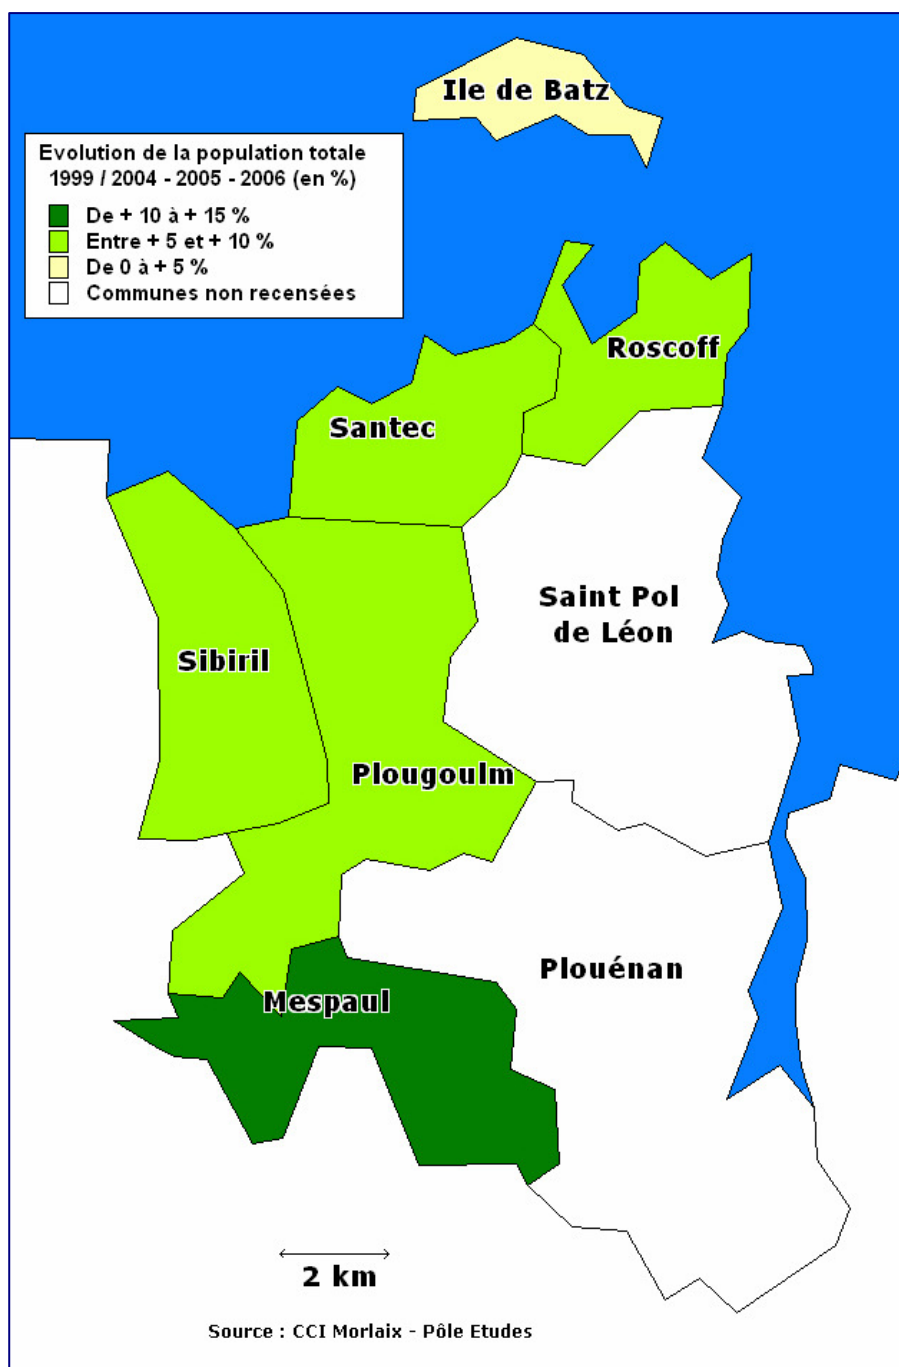 Ile de Batz
Evolution de la population totale
1999 / 2004 - 2005 - 2006 (en %)
De + 10 à + 15 %
Entre + 5 et + 10 %
De 0 à + 5 %
Communes non recensées
Roscoff
Santec
Saint Pol
de Léon
Sibiril
Plougoulm
Plouénan
Mespaul
2 km
Source : CCI Morlaix - Pôle Etudes